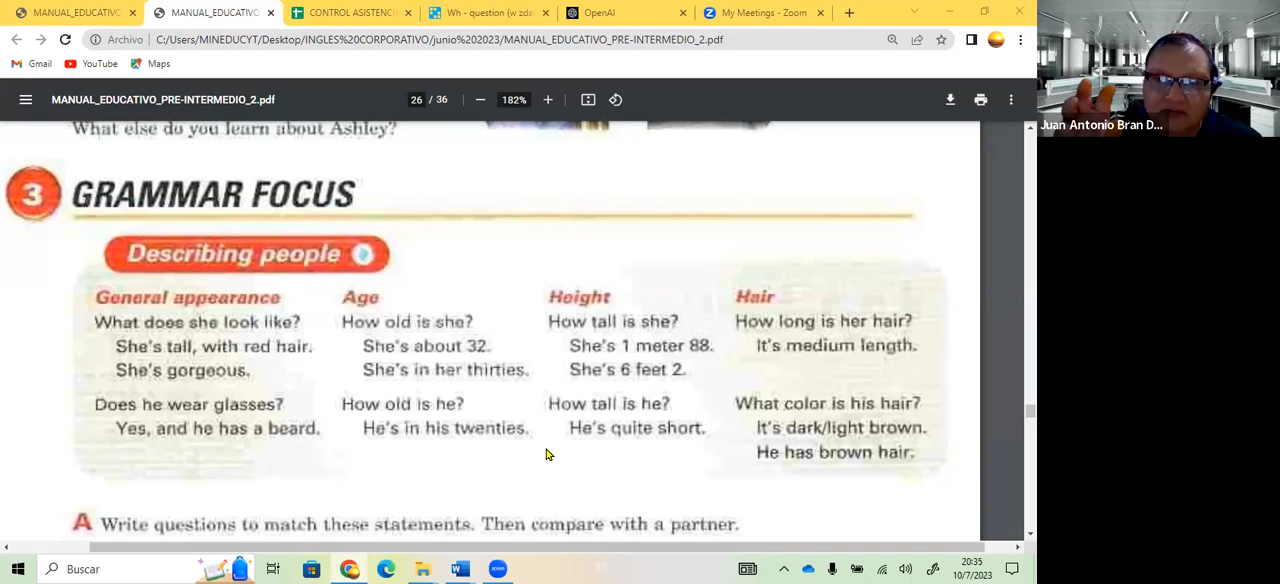 MANUAL_EDUCATIVO
MANUAL_EDUCATIVO
CONTROL ASISTENCI
Wh - question (w zda
OpenAI
My Meetings - Zoom
Archivo
C:/Users/MINEDUCYT/Desktop/INGLES%20CORPORATIVO/junio%202023/MANUAL_EDUCATIVO_PRE-INTERMEDIO_2.pdf
Gmail
YouTube
Maps
MANUAL_EDUCATIVO_PRE-INTERMEDIO_2.pdf
26 / 36
182%
Juan Antonio Bran D...
What else do you learn about Ashley?
3 GRAMMAR FOCUS
Describing people
General appearance
What does she look like?
She's tall, with red hair.
She's gorgeous.
Does he wear glasses?
Yes, and he has a beard.
Age
How old is she?
She's about 32.
She's in her thirties.
How old is he?
He's in his twenties.
Height
How tall is she?
She's 1 meter 88.
She's 6 feet 2.
How tall is he?
He's quite short.
Hair
How long is her hair?
It's medium length.
What color is his hair?
It's dark/light brown.
He has brown hair.
A Write questions to match these statements. Then compare with a partner.
Buscar
zoom
20:35
10/7/2023